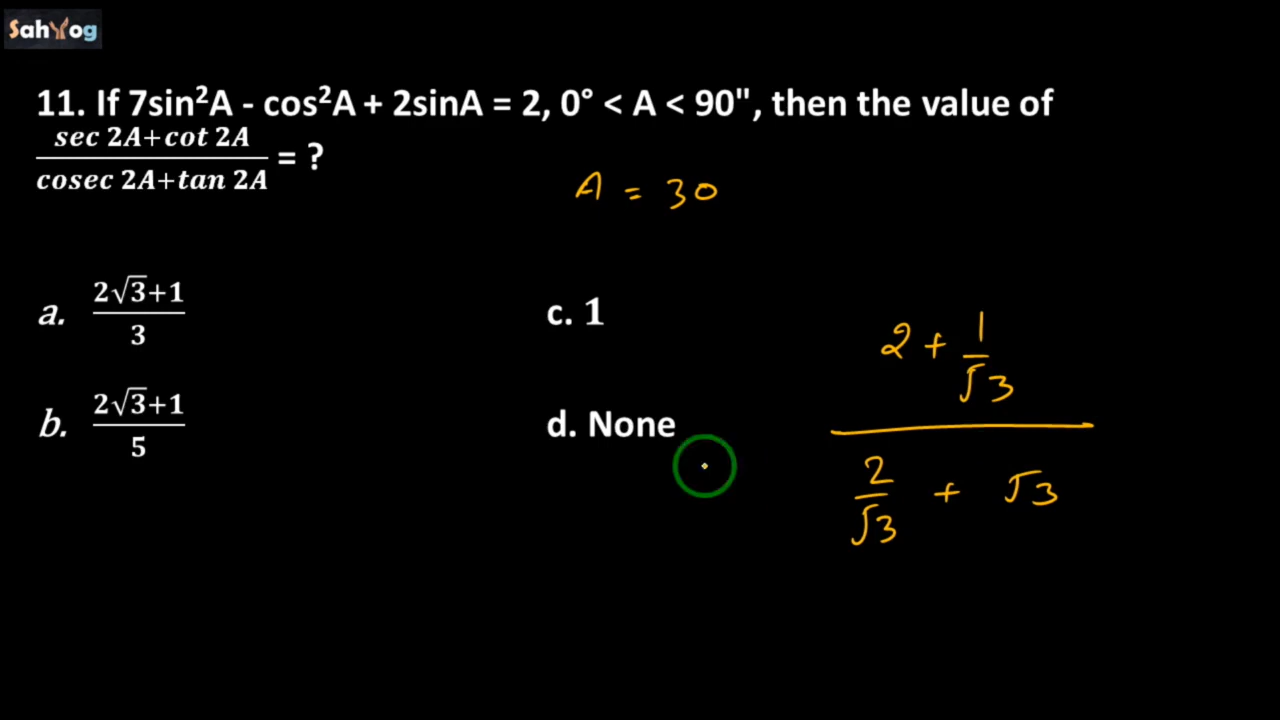 SahYog
11. If 7sin²A - cos²A + 2sinA = 2, 0° < A < 90", then the value of
sec 2A+cot 2A
cosec 2A+tan 2A
= ?
A = 30
a. 2√3+1
3
c. 1
b. 2√3+1
5
d. None
2 + 1
√3
2 + √3
√3